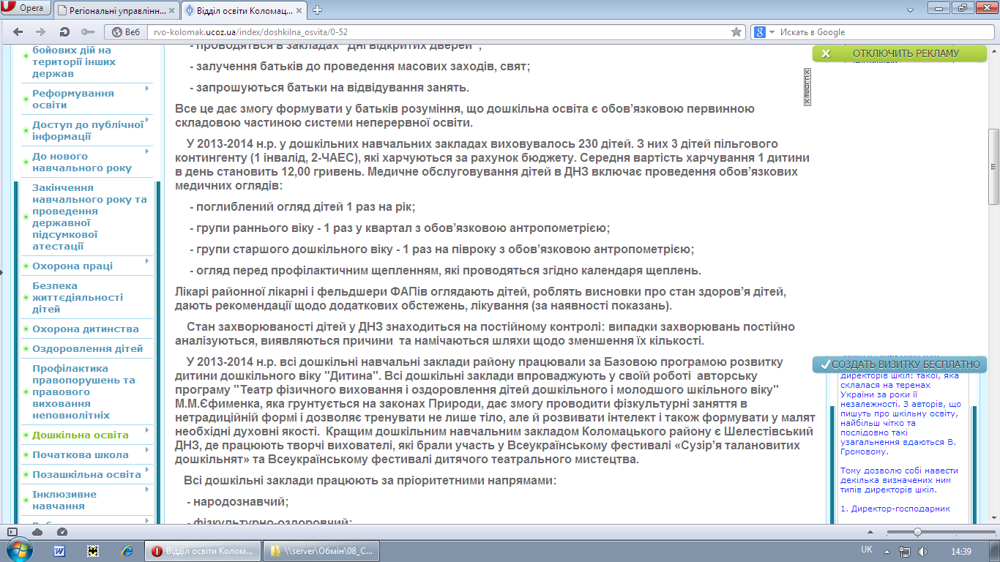 Opera
Регіональні управлінн...
Відділ освіти Коломац...
Веб
rvo-kolomak.ucoz.ua/index/doshkilna_osvita/0-52
Искать в Google
бойових дій на
території інших
держав
Реформування
освіти
Доступ до публічної
інформації
До нового
навчального року
Закінчення
навчального року та
проведення
державної
підсумкової
атестації
Охорона праці
Безпека
життєдіяльності
дітей
Охорона дитинства
Оздоровлення дітей
Профілактика
правопорушень та
правового
виховання
неповнолітніх
Дошкільна освіта
Початкова школа
Позашкільна освіта
Інклюзивне
навчання
- проводяться в закладах "Дні відкритих дверей";
- залучення батьків до проведення масових заходів, свят;
- запрошуються батьки на відвідування занять.
Все це дає змогу формувати у батьків розуміння, що дошкільна освіта є обов’язковою первинною
складовою частиною системи неперервної освіти.
У 2013-2014 н.р. у дошкільних навчальних закладах виховувалось 230 дітей. З них 3 дітей пільгового
контингенту (1 інвалід, 2-ЧАЕС), які харчуються за рахунок бюджету. Середня вартість харчування 1 дитини
в день становить 12,00 гривень. Медичне обслуговування дітей в ДНЗ включає проведення обов’язкових
медичних оглядів:
- поглиблений огляд дітей 1 раз на рік;
- групи раннього віку - 1 раз у квартал з обов’язковою антропометрією;
- групи старшого дошкільного віку - 1 раз на півроку з обов’язковою антропометрією;
- огляд перед профілактичним щепленням, які проводяться згідно календаря щеплень.
Лікарі районної лікарні і фельдшери ФАПів оглядають дітей, роблять висновки про стан здоров’я дітей,
дають рекомендації щодо додаткових обстежень, лікування (за наявності показань).
Стан захворюваності дітей у ДНЗ знаходиться на постійному контролі: випадки захворювань постійно
аналізуються, виявляються причини та намічаються шляхи щодо зменшення їх кількості.
У 2013-2014 н.р. всі дошкільні навчальні заклади району працювали за Базовою програмою розвитку
дитини дошкільного віку "Дитина". Всі дошкільні заклади впроваджують у своїй роботі авторську
програму "Театр фізичного виховання і оздоровлення дітей дошкільного і молодшого шкільного віку"
М.М.Єфименка, яка грунтується на законах Природи, дає змогу проводити фізкультурні заняття в
нетрадиційній формі і дозволяє тренувати не лише тіло, але й розвивати інтелект і також формувати у малят
необхідні духовні якості. Кращим дошкільним навчальним закладом Коломацького району є Шелестівський
ДНЗ, де працюють творчі вихователі, які брали участь у Всеукраїнському фестивалі «Сузір’я талановитих
дошкільнят» та Всеукраїнському фестивалі дитячого театрального мистецтва.
Всі дошкільні заклади працюють за пріоритетними напрямами:
- народознавчий;
- фізкультурно-оздоровчий;
ОТКЛЮЧИТЬ РЕКЛАМУ
СОЗДАТЬ ВИЗИТКУ БЕСПЛАТНО
директорів шкіл: такої, яка
склалася на теренах
України за роки її
незалежності. З авторів, що
пишуть про шкільну освіту,
найбільш чітко та
послідовно такі
узагальнення вдаються В.
Громовому.
Тому дозволю собі навести
декілька визначених ним
типів директорів шкіл.
1. Директор-господарник
Відділ освіти Колом...
\\server\Обмін\08_С...
UK
14:39